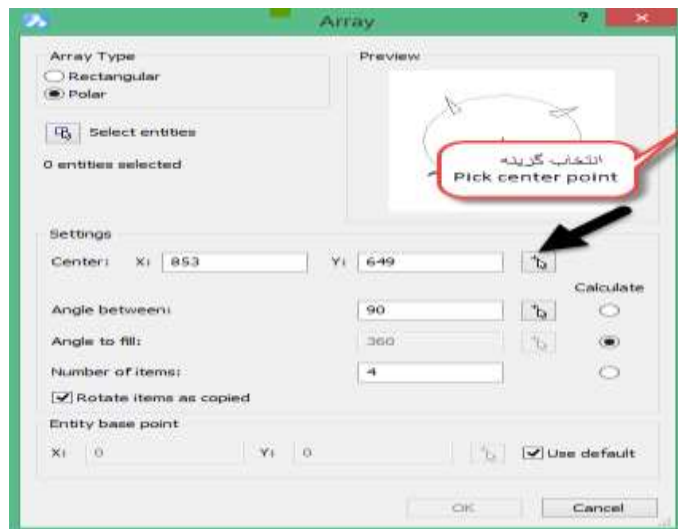 Array
?
Array Type
Rectangular
Polar
Preview
Select entities
0 entities selected
انتخاب گزینه
Pick center point
Settings
Center: X: 853 Y: 649
Calculate
Angle between: 90
Angle to fill: 360
Number of items: 4
Rotate items as copied
Entity base point
X: 0 Y: 0 Use default
OK Cancel